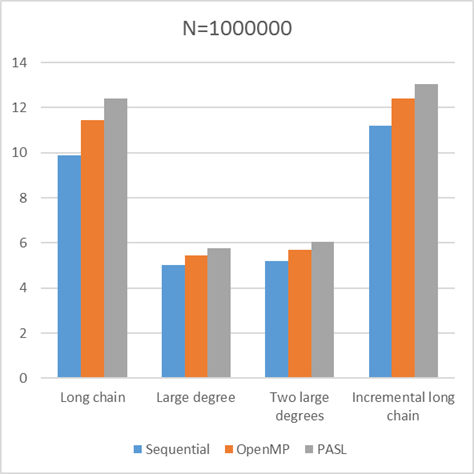 N=1000000
14
12
10
8
6
4
2
0
Long chain
Large degree
Two large
degrees
Incremental long
chain
Sequential
OpenMP
PASL